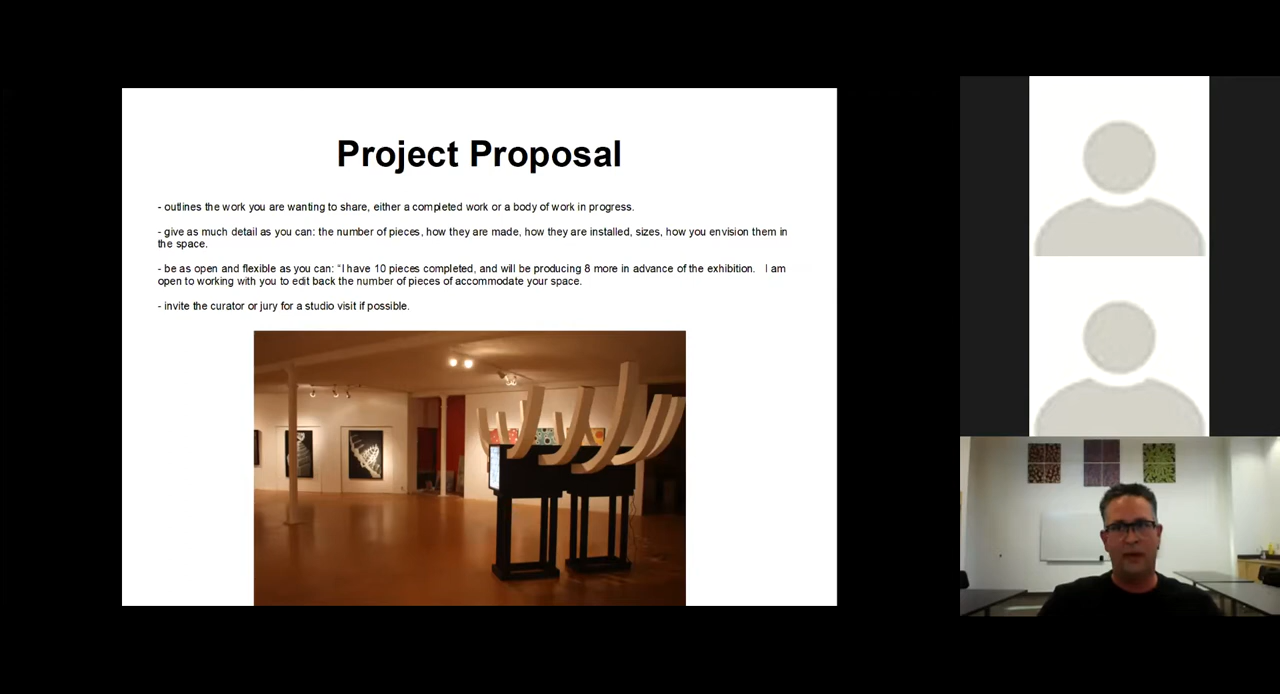 Project Proposal
- outlines the work you are wanting to share, either a completed work or a body of work in progress.
- give as much detail as you can: the number of pieces, how they are made, how they are installed, sizes, how you envision them in
the space.
- be as open and flexible as you can: “I have 10 pieces completed, and will be producing 8 more in advance of the exhibition. I am
open to working with you to edit back the number of pieces of accommodate your space.
- invite the curator or jury for a studio visit if possible.